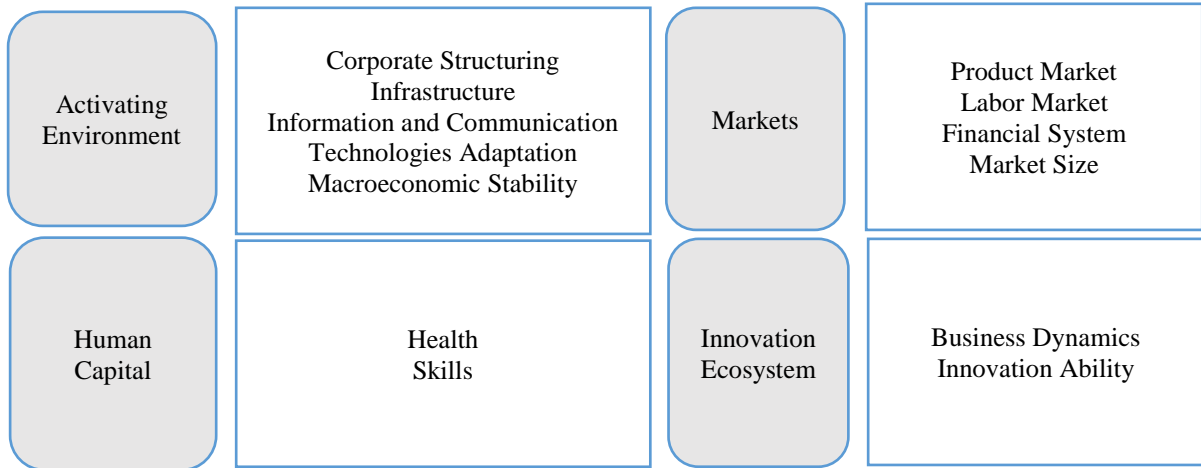 Activating
Environment
Corporate Structuring
Infrastructure
Information and Communication
Technologies Adaptation
Macroeconomic Stability
Markets
Product Market
Labor Market
Financial System
Market Size
Human
Capital
Health
Skills
Innovation
Ecosystem
Business Dynamics
Innovation Ability